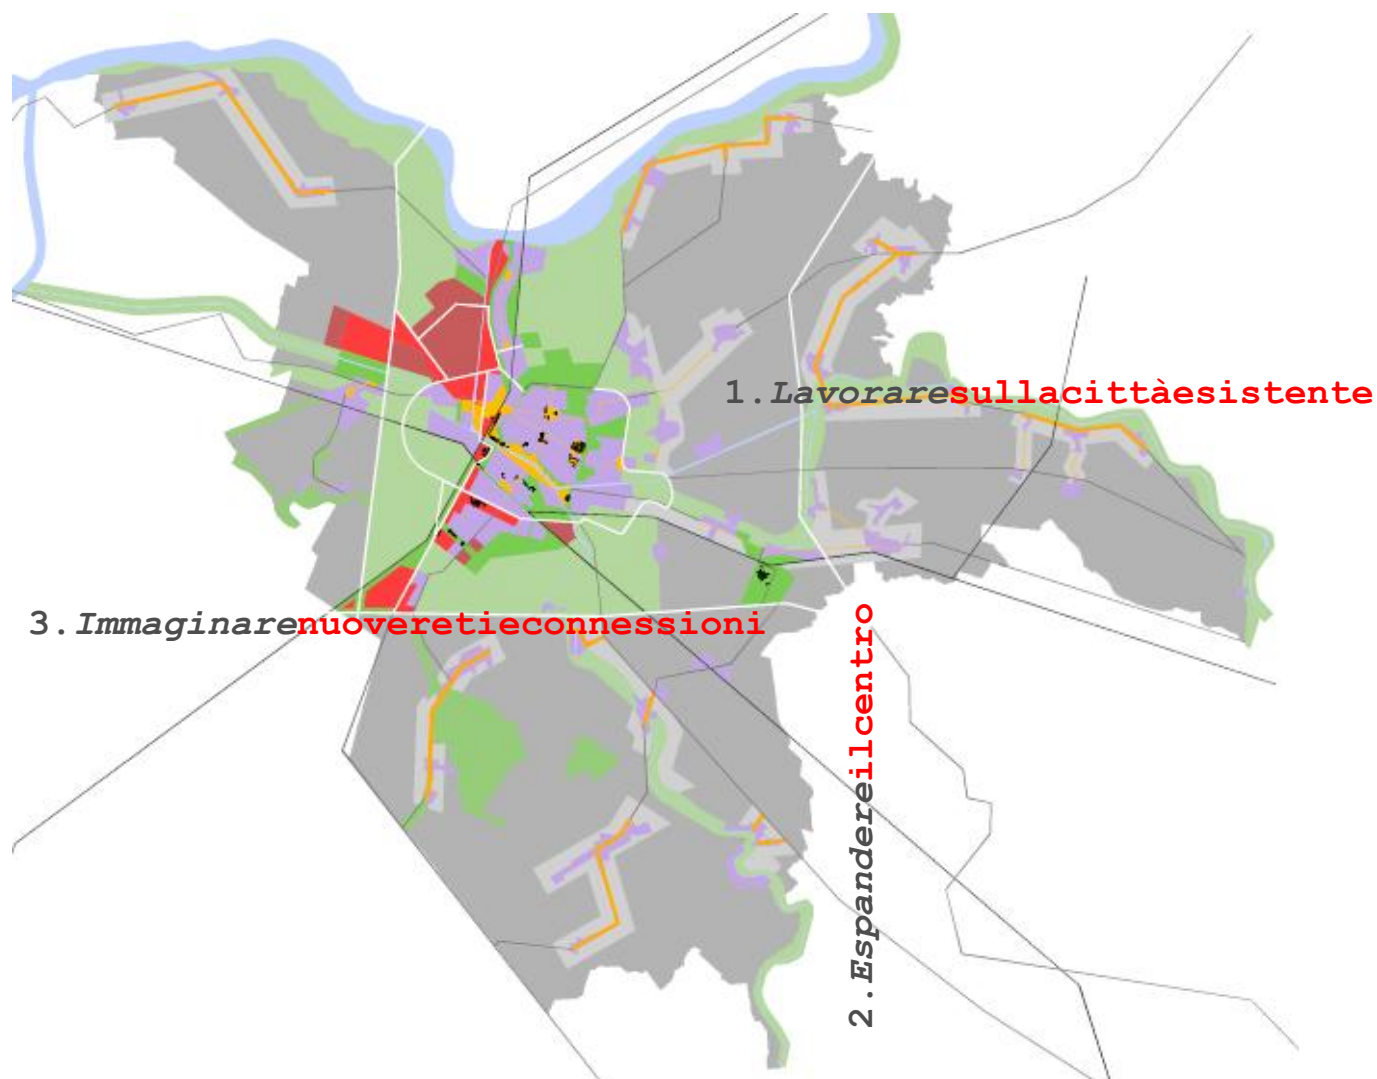 1.Lavoraresullacittàesistente
3.Immaginarenuoveretieconnessioni
2.Espandereilcentro